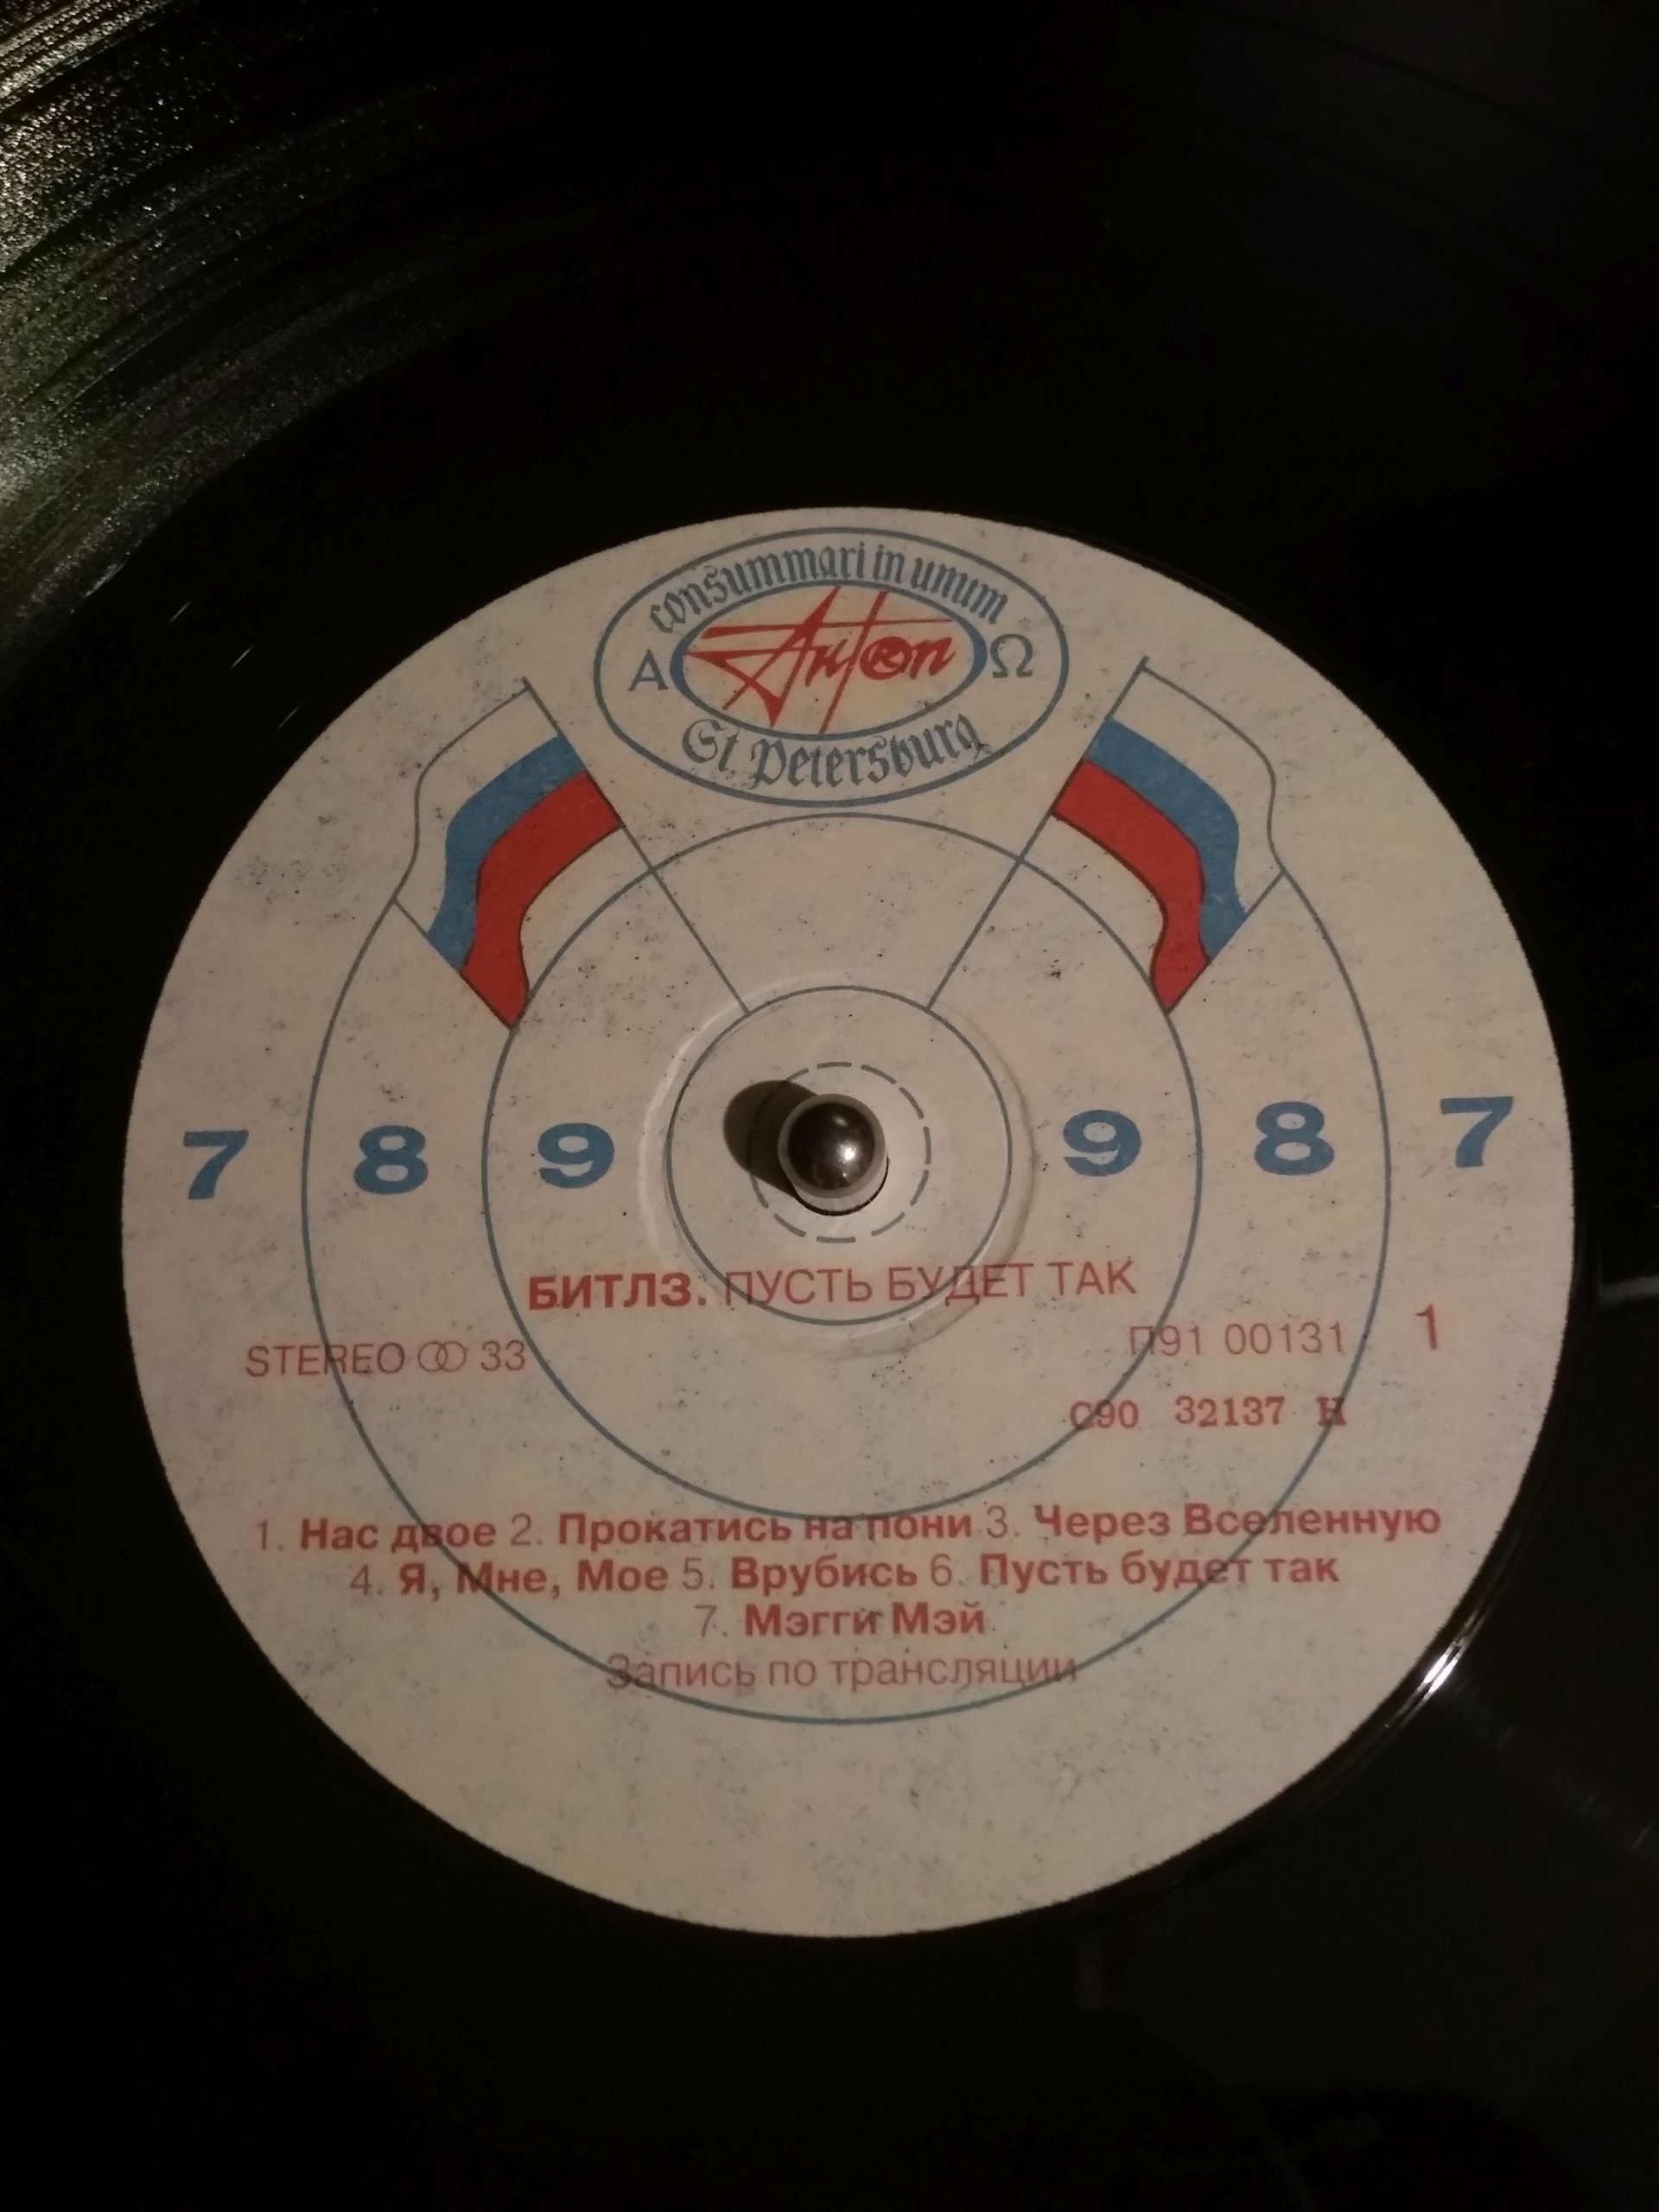 consummari in unum
A Anton Ω
St Petersburg
7 8 9 9 8 7
БИТЛЗ. ПУСТЬ БУДЕТ ТАК
STEREO 33
П91 00131 1
С90 32137 Н
1. Нас двое 2. Прокатись на пони 3. Через Вселенную
4. Я, Мне, Мое 5. Врубись 6. Пусть будет так
7. Мэгги Мэй
Запись по трансляции